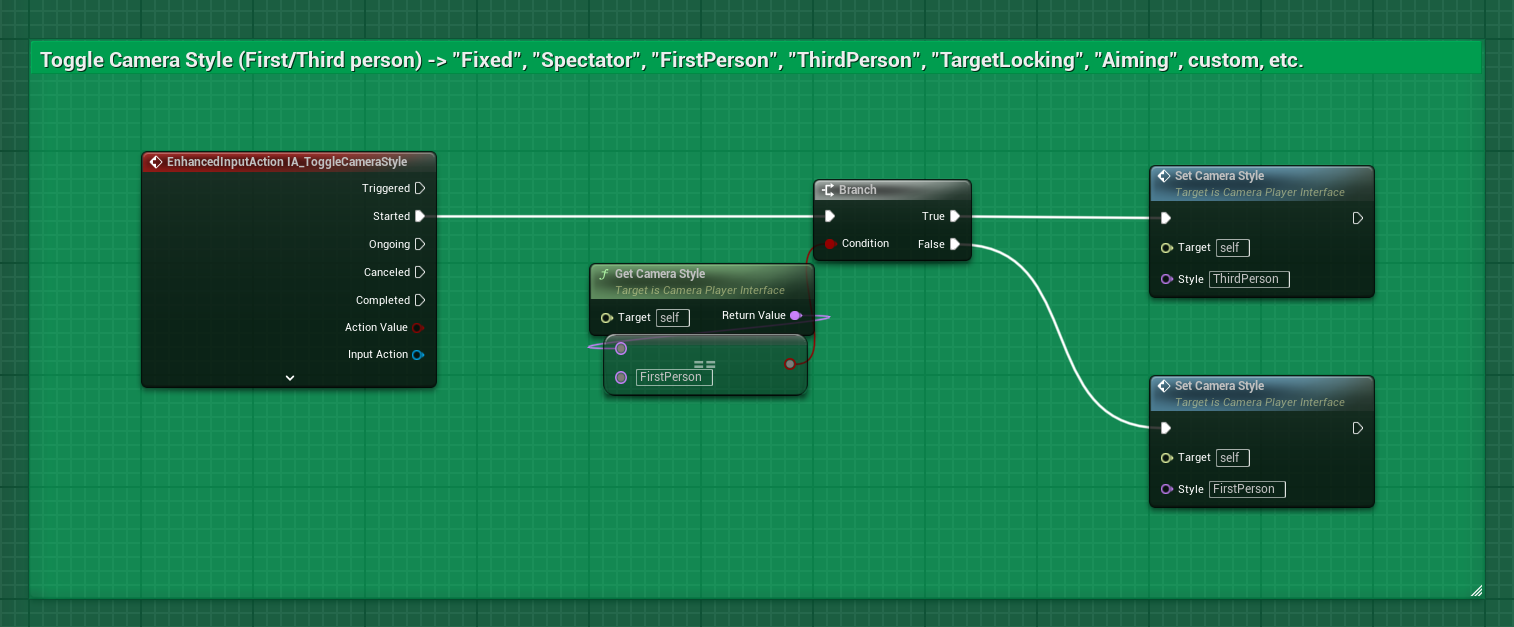 Toggle Camera Style (First/Third person) -> "Fixed", "Spectator", "FirstPerson", "ThirdPerson", "TargetLocking", "Aiming", custom, etc.
EnhancedInputAction IA_ToggleCameraStyle
Triggered
Started
Ongoing
Canceled
Completed
Action Value
Input Action
Get Camera Style
Target is Camera Player Interface
Target self Return Value
==
FirstPerson
Branch
True
Condition False
Set Camera Style
Target is Camera Player Interface
Target self
Style ThirdPerson
Set Camera Style
Target is Camera Player Interface
Target self
Style FirstPerson